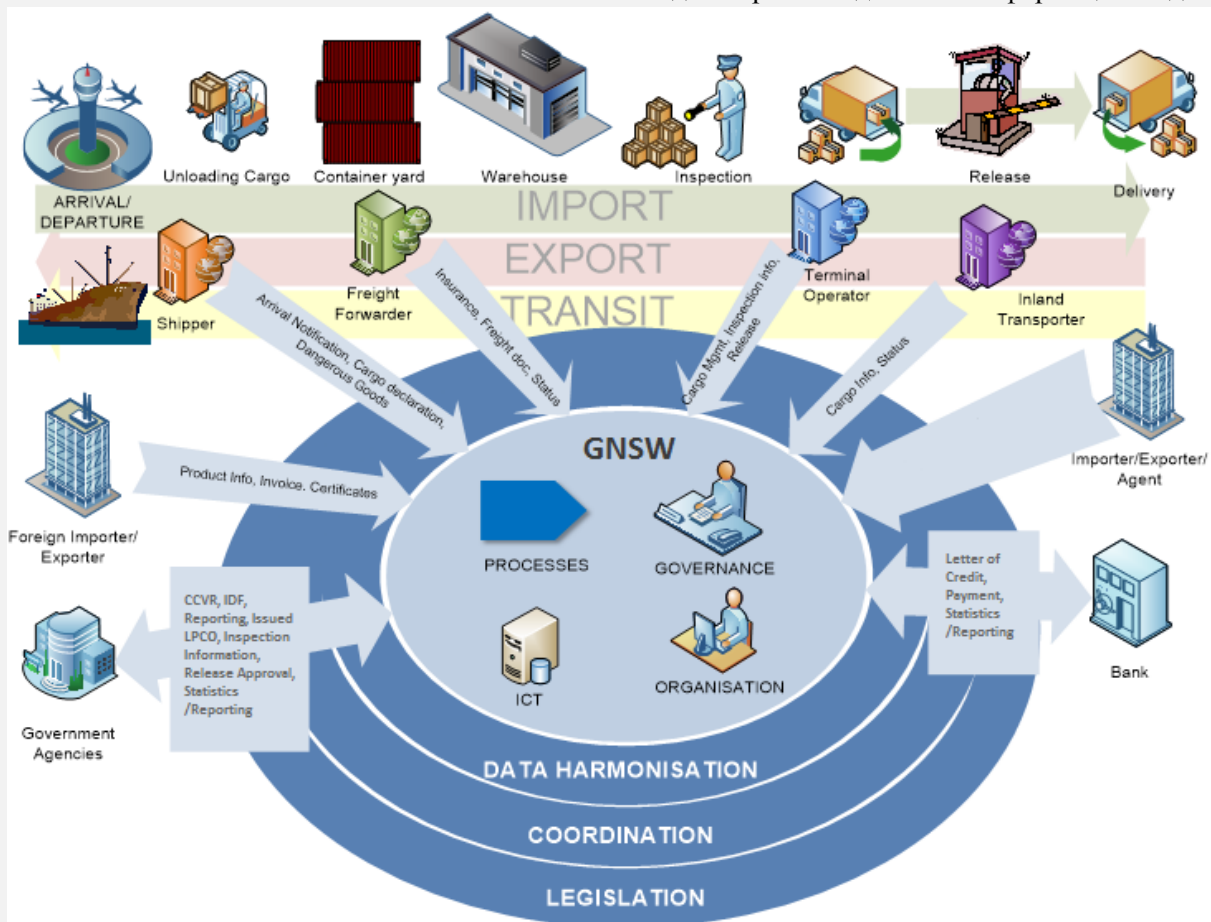 Unloading Cargo
Container yard
Warehouse
Inspection
Release
Delivery
ARRIVAL/
DEPARTURE
IMPORT
EXPORT
TRANSIT
Shipper
Freight
Forwarder
Terminal
Operator
Inland
Transporter
Arrival Notification, Cargo declaration,
Dangerous Goods
Insurance, Freight doc, Status
Cargo Mgmt, Inspection info,
Release
Cargo Info, Status
Importer/Exporter/
Agent
Foreign Importer/
Exporter
Product Info, Invoice. Certificates
GNSW
PROCESSES
GOVERNANCE
ICT
ORGANISATION
CCVR, IDF,
Reporting, Issued
LPCO, Inspection
Information,
Release Approval,
Statistics
/Reporting
Government
Agencies
Letter of
Credit,
Payment,
Statistics
/Reporting
Bank
DATA HARMONISATION
COORDINATION
LEGISLATION